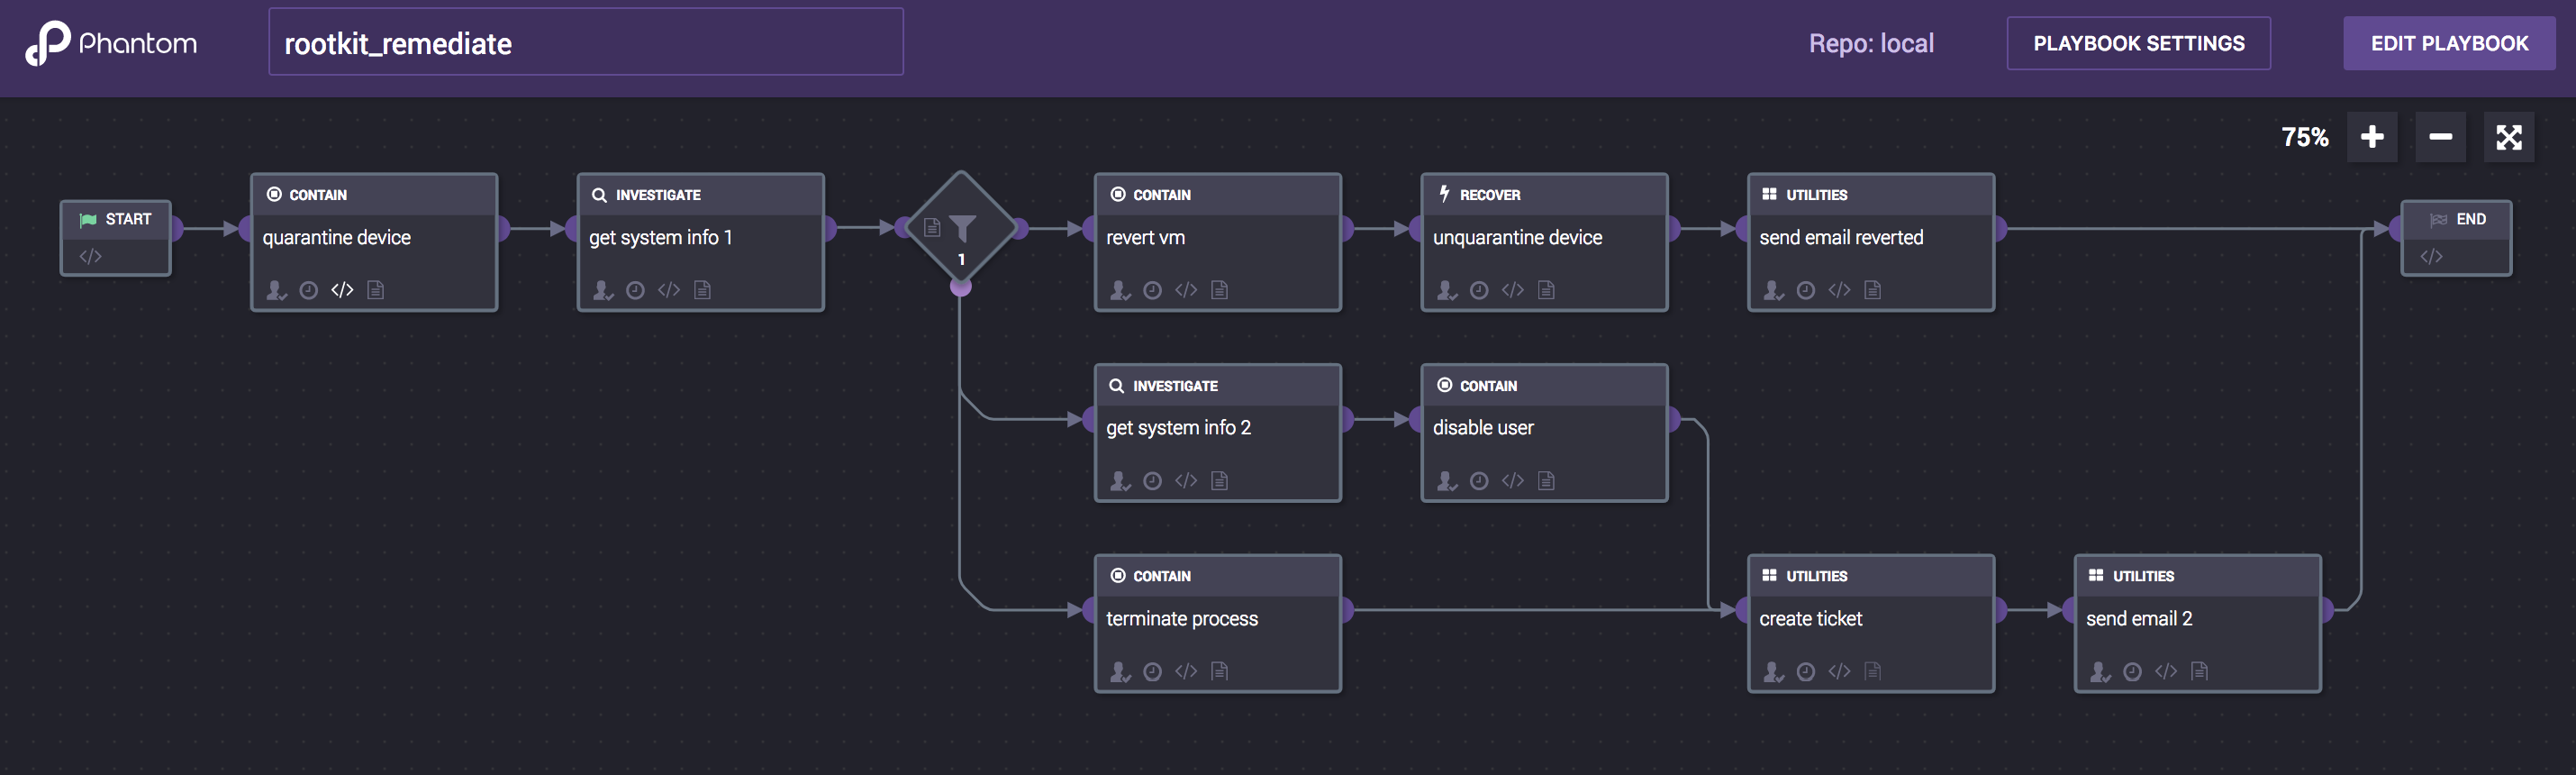 Phantom
rootkit_remediate
Repo: local
PLAYBOOK SETTINGS
EDIT PLAYBOOK
75%
START
</>
CONTAIN
quarantine device
</>
INVESTIGATE
get system info 1
</>
1
CONTAIN
revert vm
</>
RECOVER
unquarantine device
</>
UTILITIES
send email reverted
</>
END
</>
INVESTIGATE
get system info 2
</>
CONTAIN
disable user
</>
CONTAIN
terminate process
</>
UTILITIES
create ticket
</>
UTILITIES
send email 2
</>